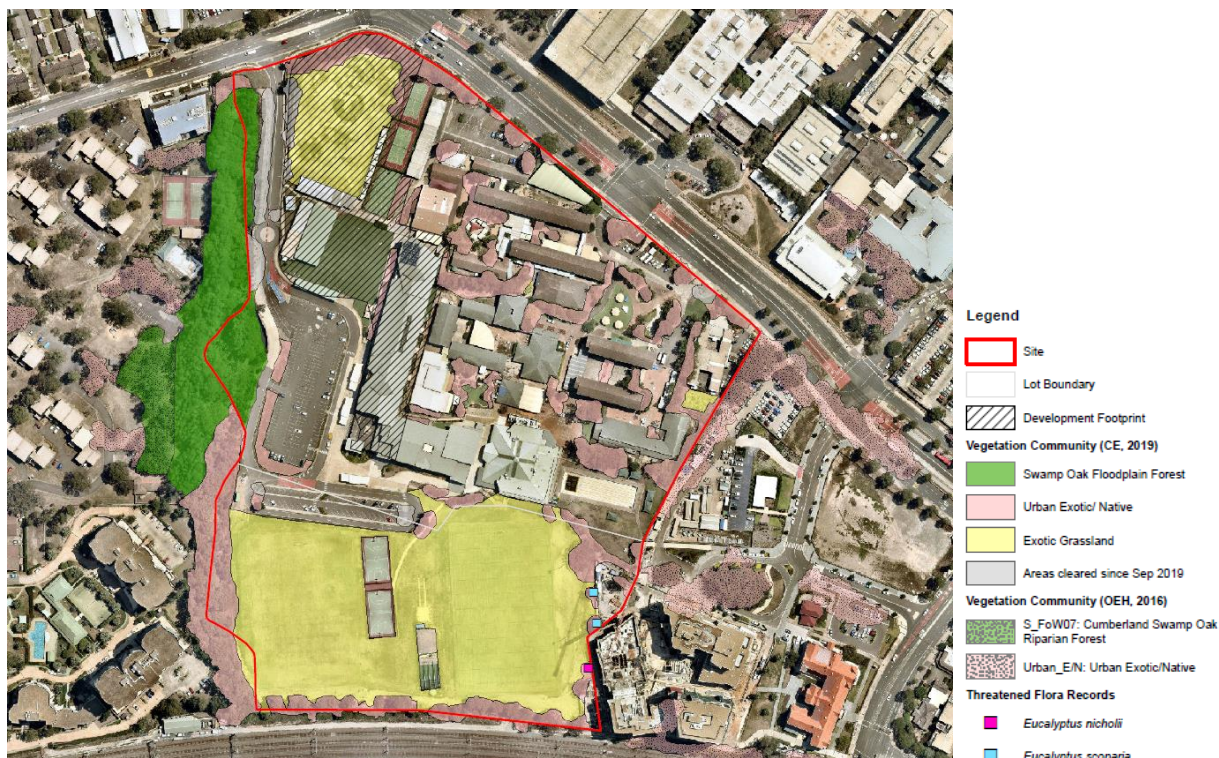 Legend
Site
Lot Boundary
Development Footprint
Vegetation Community (CE, 2019)
Swamp Oak Floodplain Forest
Urban Exotic/ Native
Exotic Grassland
Areas cleared since Sep 2019
Vegetation Community (OEH, 2016)
S_FoW07: Cumberland Swamp Oak
Riparian Forest
Urban_E/N: Urban Exotic/Native
Threatened Flora Records
Eucalyptus nicholii
Eucalyptus scoparia